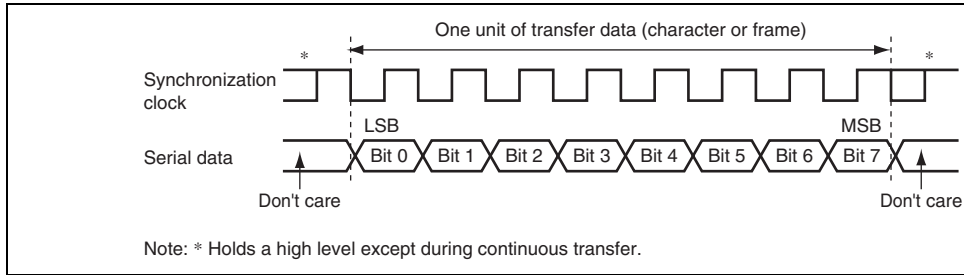 One unit of transfer data (character or frame)
* *
Synchronization
clock
LSB MSB
Serial data Bit 0 Bit 1 Bit 2 Bit 3 Bit 4 Bit 5 Bit 6 Bit 7
Don't care Don't care
Note: * Holds a high level except during continuous transfer.